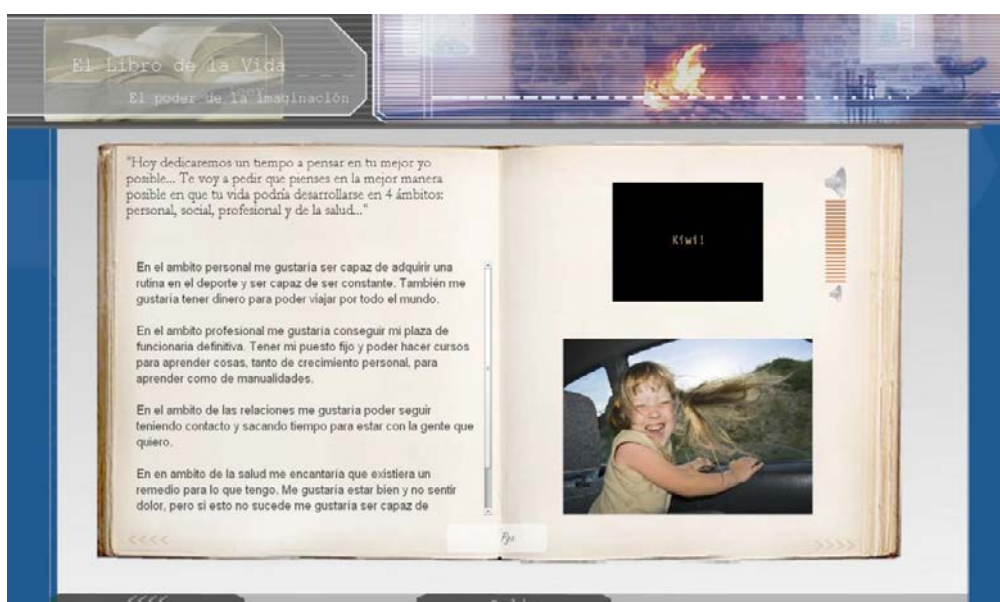 El Libro de la Vida
El poder de la imaginación
"Hoy dedicaremos un tiempo a pensar en tu mejor yo
posible... Te voy a pedir que pienses en la mejor manera
posible en que tu vida podría desarrollarse en 4 ámbitos:
personal, social, profesional y de la salud..."
En el ambito personal me gustaría ser capaz de adquirir una
rutina en el deporte y ser capaz de ser constante. También me
gustaría tener dinero para poder viajar por todo el mundo.
En el ambito profesional me gustaría conseguir mi plaza de
funcionaria definitiva. Tener mi puesto fijo y poder hacer cursos
para aprender cosas, tanto de crecimiento personal, para
aprender como de manualidades.
En el ambito de las relaciones me gustaría poder seguir
teniendo contacto y sacando tiempo para estar con la gente que
quiero.
En en ambito de la salud me encantaría que existiera un
remedio para lo que tengo. Me gustaría estar bien y no sentir
dolor, pero si esto no sucede me gustaría ser capaz de
Kiwi!
<<<<
>>>>
<<<<